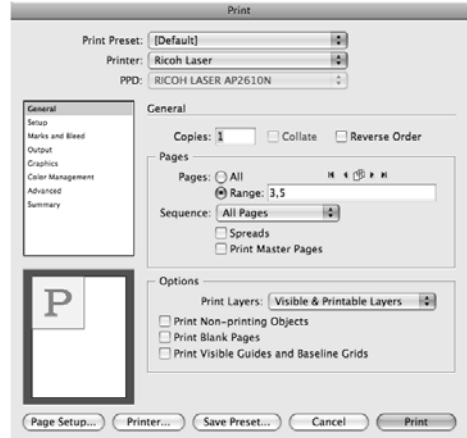 Print
Print Preset: [Default]
Printer: Ricoh Laser
PPD: RICOH LASER AP2610N
General
Setup
Marks and Bleed
Output
Graphics
Color Management
Advanced
Summary
General
Copies: 1 Collate Reverse Order
Pages
Pages: All
Range: 3,5
Sequence: All Pages
Spreads
Print Master Pages
Options
Print Layers: Visible & Printable Layers
Print Non-printing Objects
Print Blank Pages
Print Visible Guides and Baseline Grids
P
Page Setup... Printer... Save Preset... Cancel Print